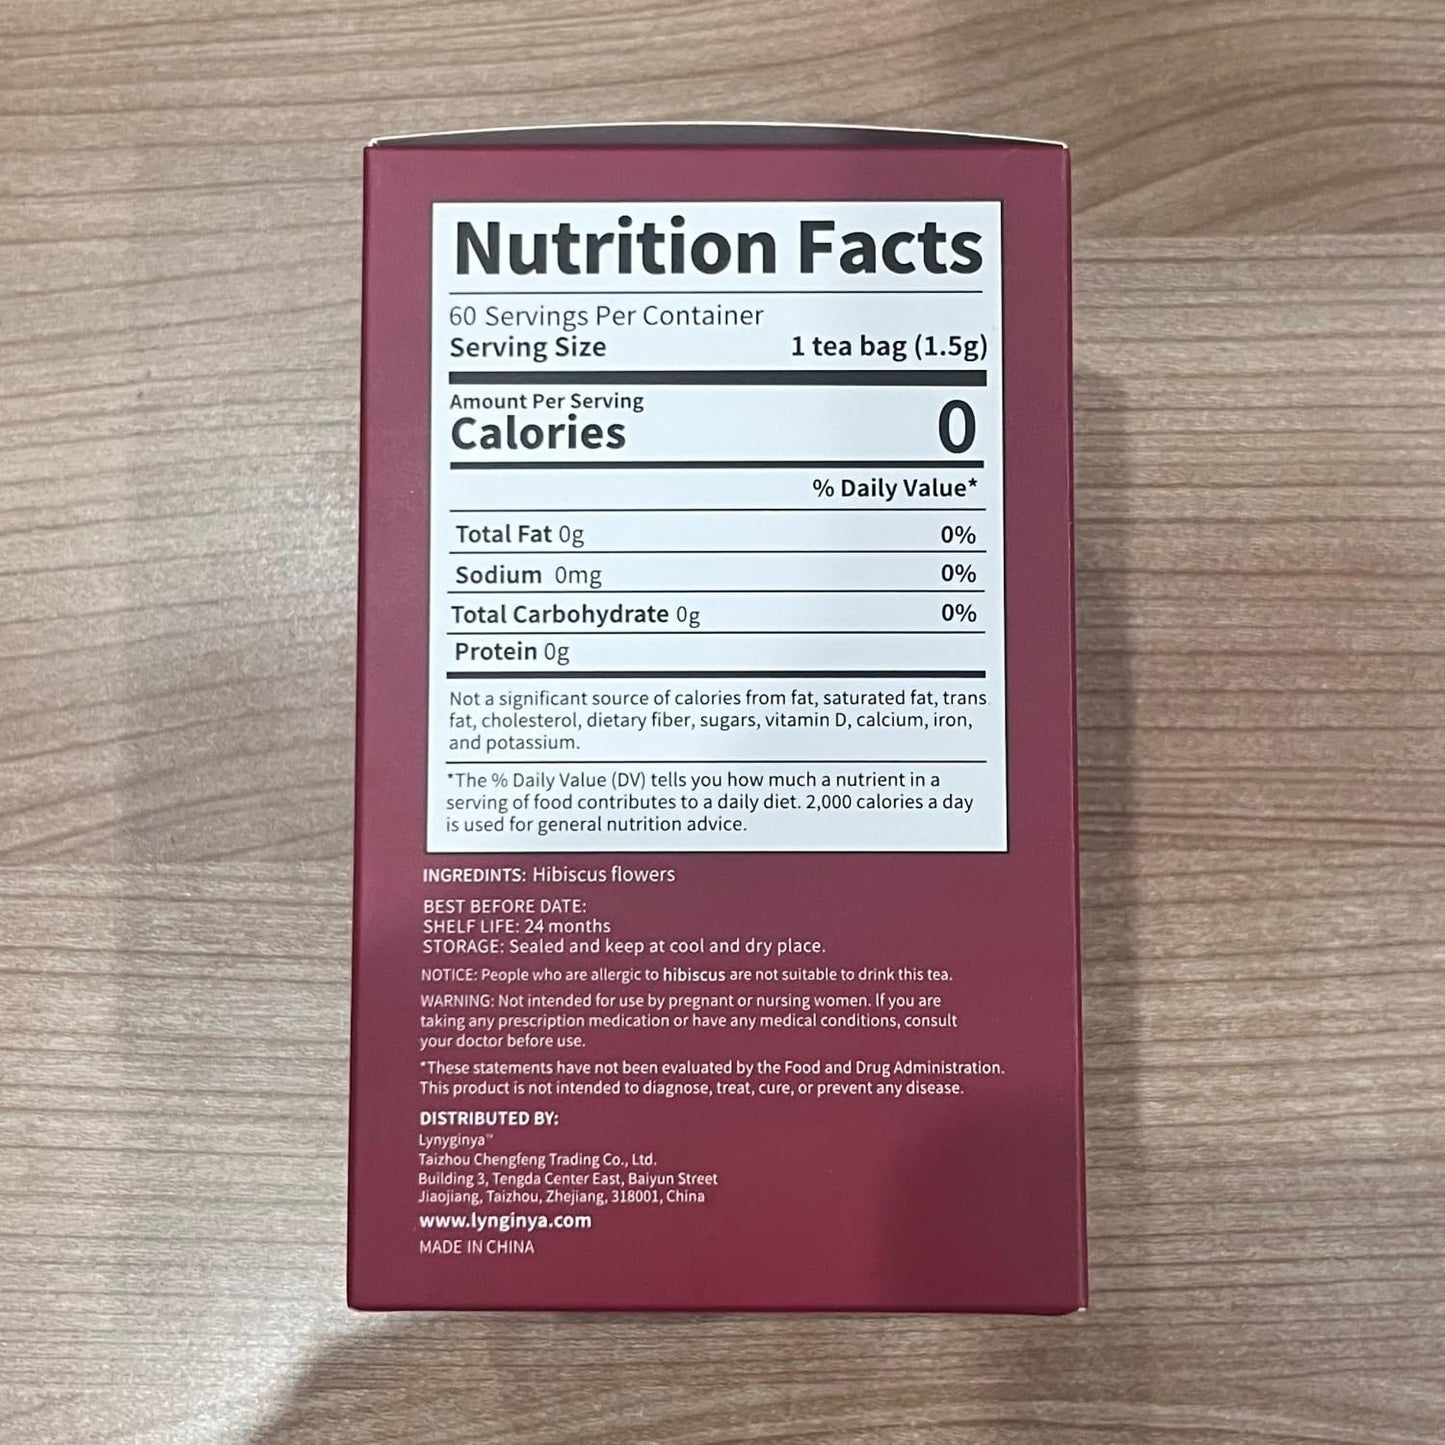 Nutrition Facts
60 Servings Per Container
Serving Size 1 tea bag (1.5g)
Amount Per Serving
Calories 0
% Daily Value*
Total Fat 0g 0%
Sodium 0mg 0%
Total Carbohydrate 0g 0%
Protein 0g
Not a significant source of calories from fat, saturated fat, trans
fat, cholesterol, dietary fiber, sugars, vitamin D, calcium, iron,
and potassium.
*The % Daily Value (DV) tells you how much a nutrient in a
serving of food contributes to a daily diet. 2,000 calories a day
is used for general nutrition advice.
INGREDINTS: Hibiscus flowers
BEST BEFORE DATE:
SHELF LIFE: 24 months
STORAGE: Sealed and keep at cool and dry place.
NOTICE: People who are allergic to hibiscus are not suitable to drink this tea.
WARNING: Not intended for use by pregnant or nursing women. If you are
taking any prescription medication or have any medical conditions, consult
your doctor before use.
*These statements have not been evaluated by the Food and Drug Administration.
This product is not intended to diagnose, treat, cure, or prevent any disease.
DISTRIBUTED BY:
Lynyginya™
Taizhou Chengfeng Trading Co., Ltd.
Building 3, Tengda Center East, Baiyun Street
Jiaojiang, Taizhou, Zhejiang, 318001, China
www.lynginya.com
MADE IN CHINA